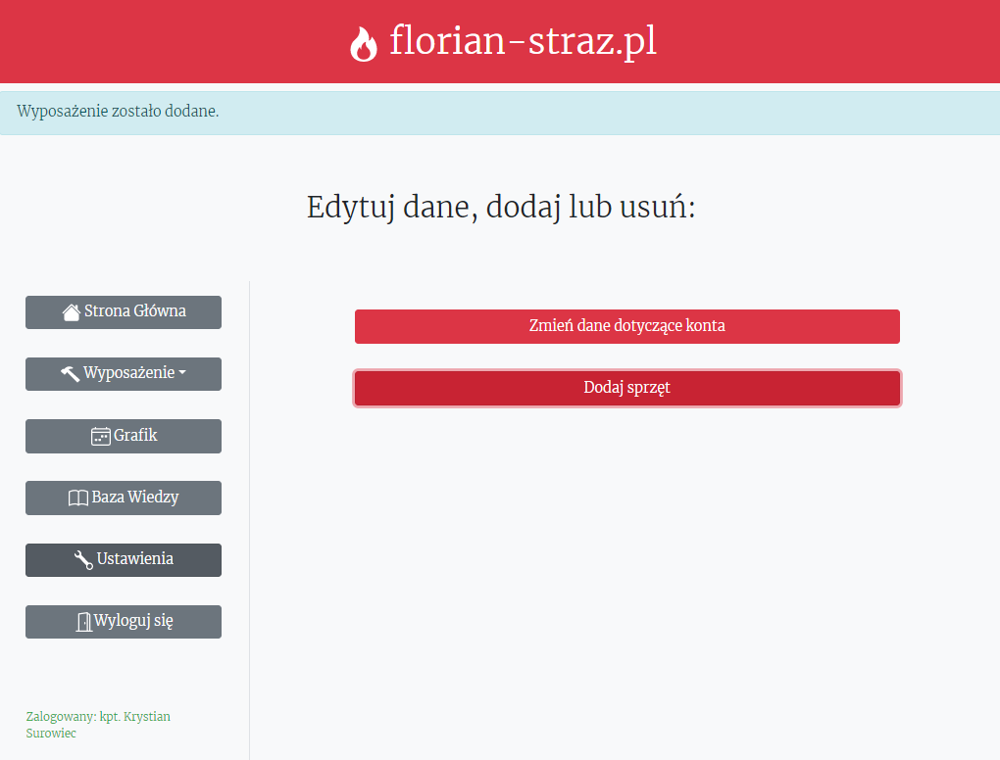 florian-straz.pl
Wyposażenie zostało dodane.
Edytuj dane, dodaj lub usuń:
Strona Główna
Wyposażenie
Grafik
Baza Wiedzy
Ustawienia
Wyloguj się
Zalogowany: kpt. Krystian
Surowiec
Zmień dane dotyczące konta
Dodaj sprzęt